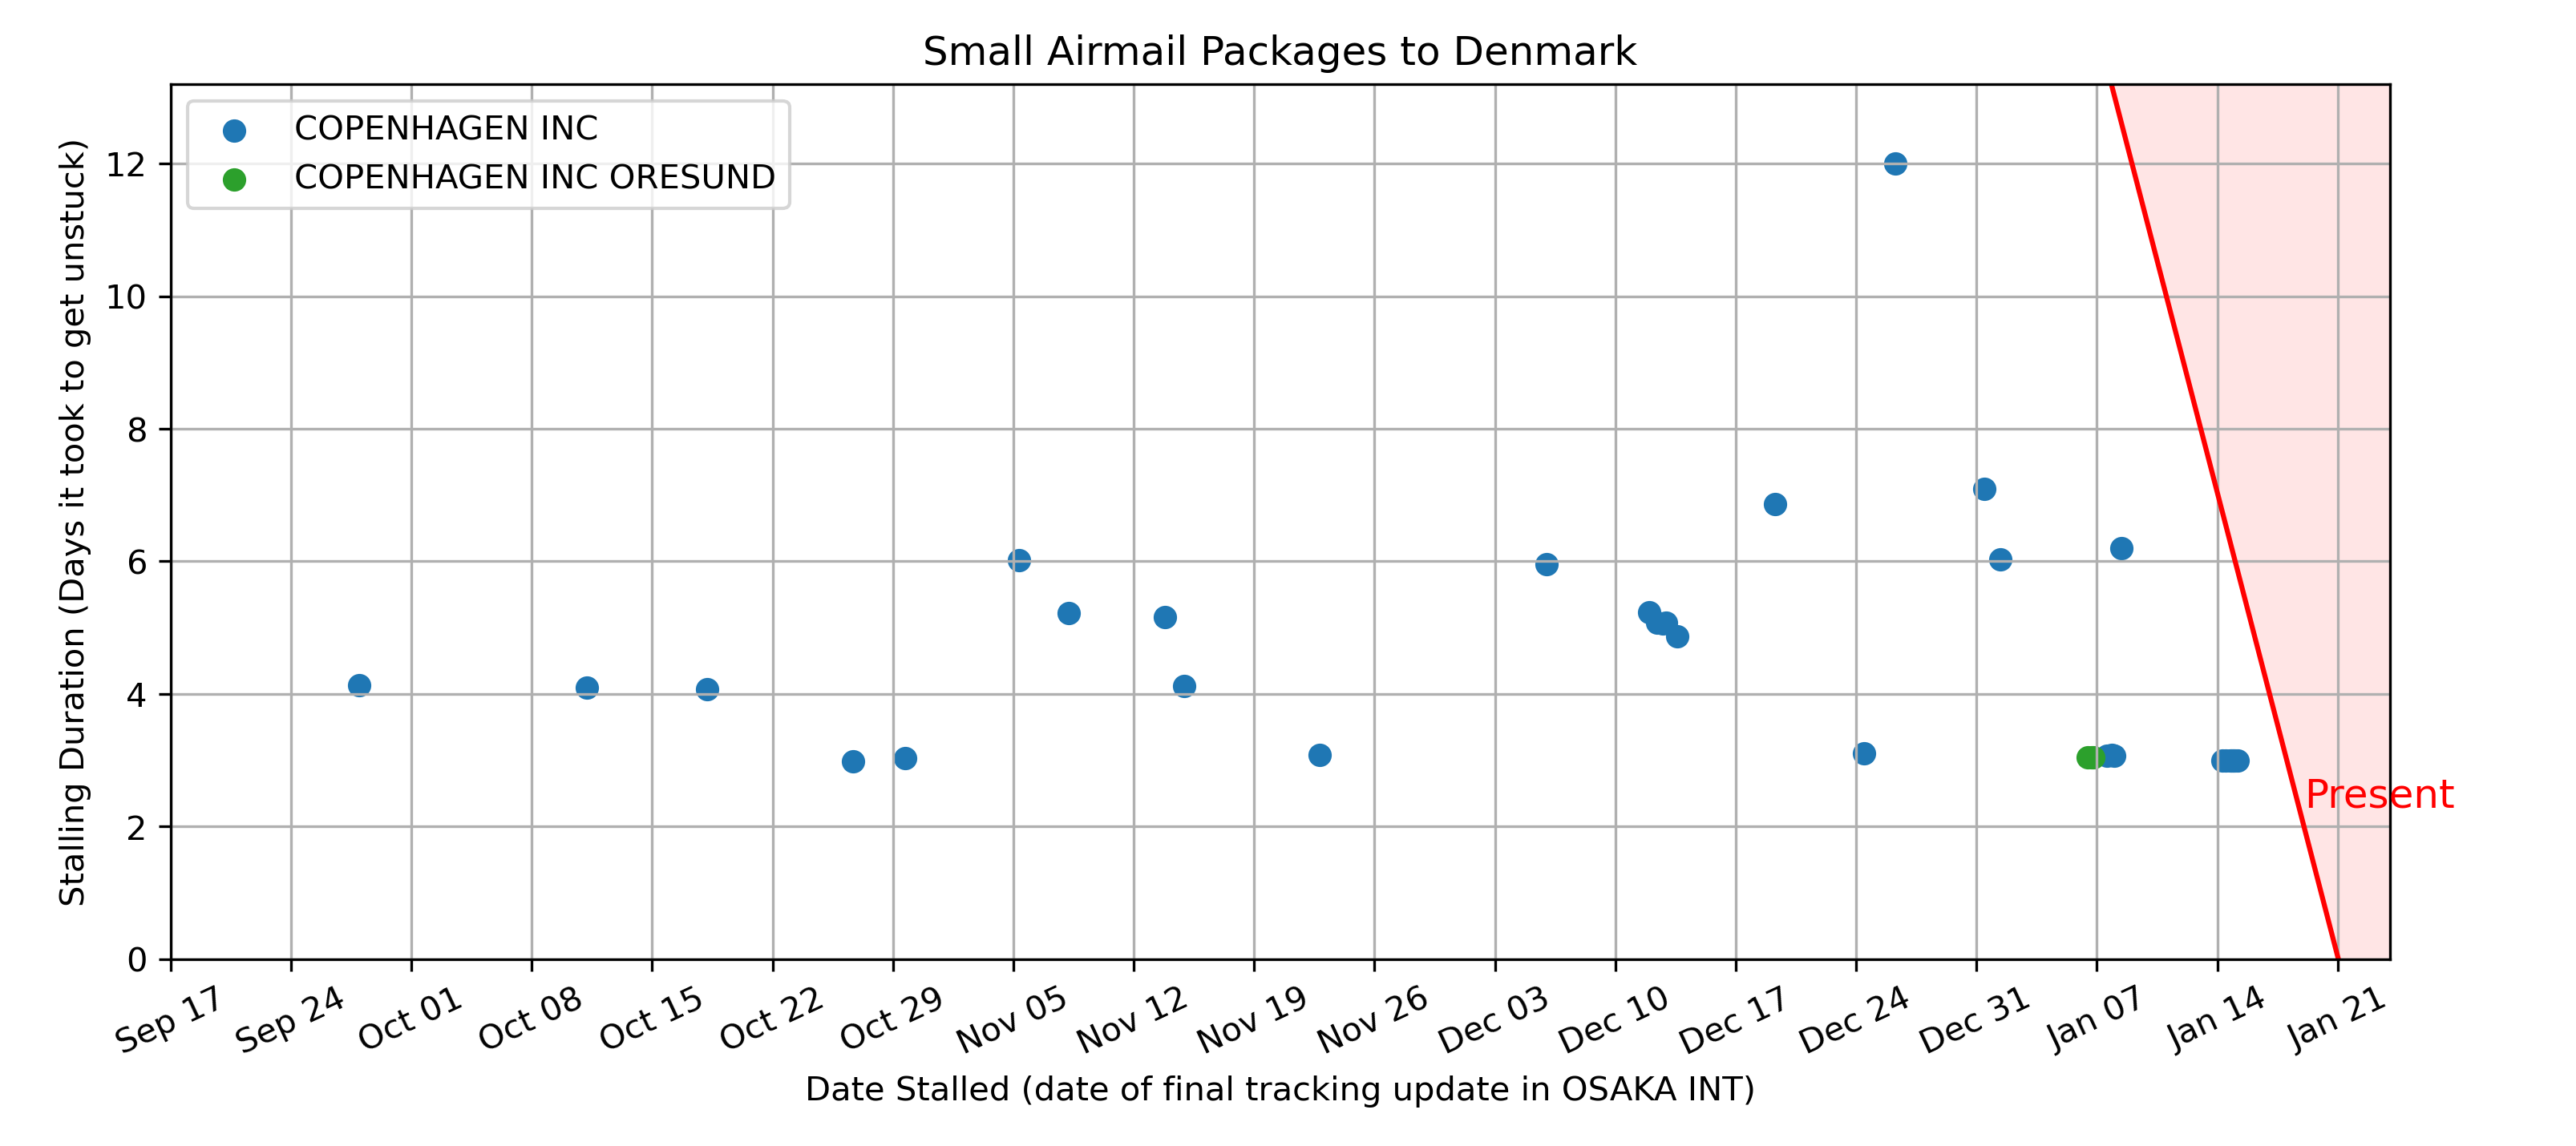 Small Airmail Packages to Denmark
COPENHAGEN INC
COPENHAGEN INC ORESUND
Stalling Duration (Days it took to get unstuck)
12
10
8
6
4
2
0
Present
Sep 17
Sep 24
Oct 01
Oct 08
Oct 15
Oct 22
Oct 29
Nov 05
Nov 12
Nov 19
Nov 26
Dec 03
Dec 10
Dec 17
Dec 24
Dec 31
Jan 07
Jan 14
Jan 21
Date Stalled (date of final tracking update in OSAKA INT)